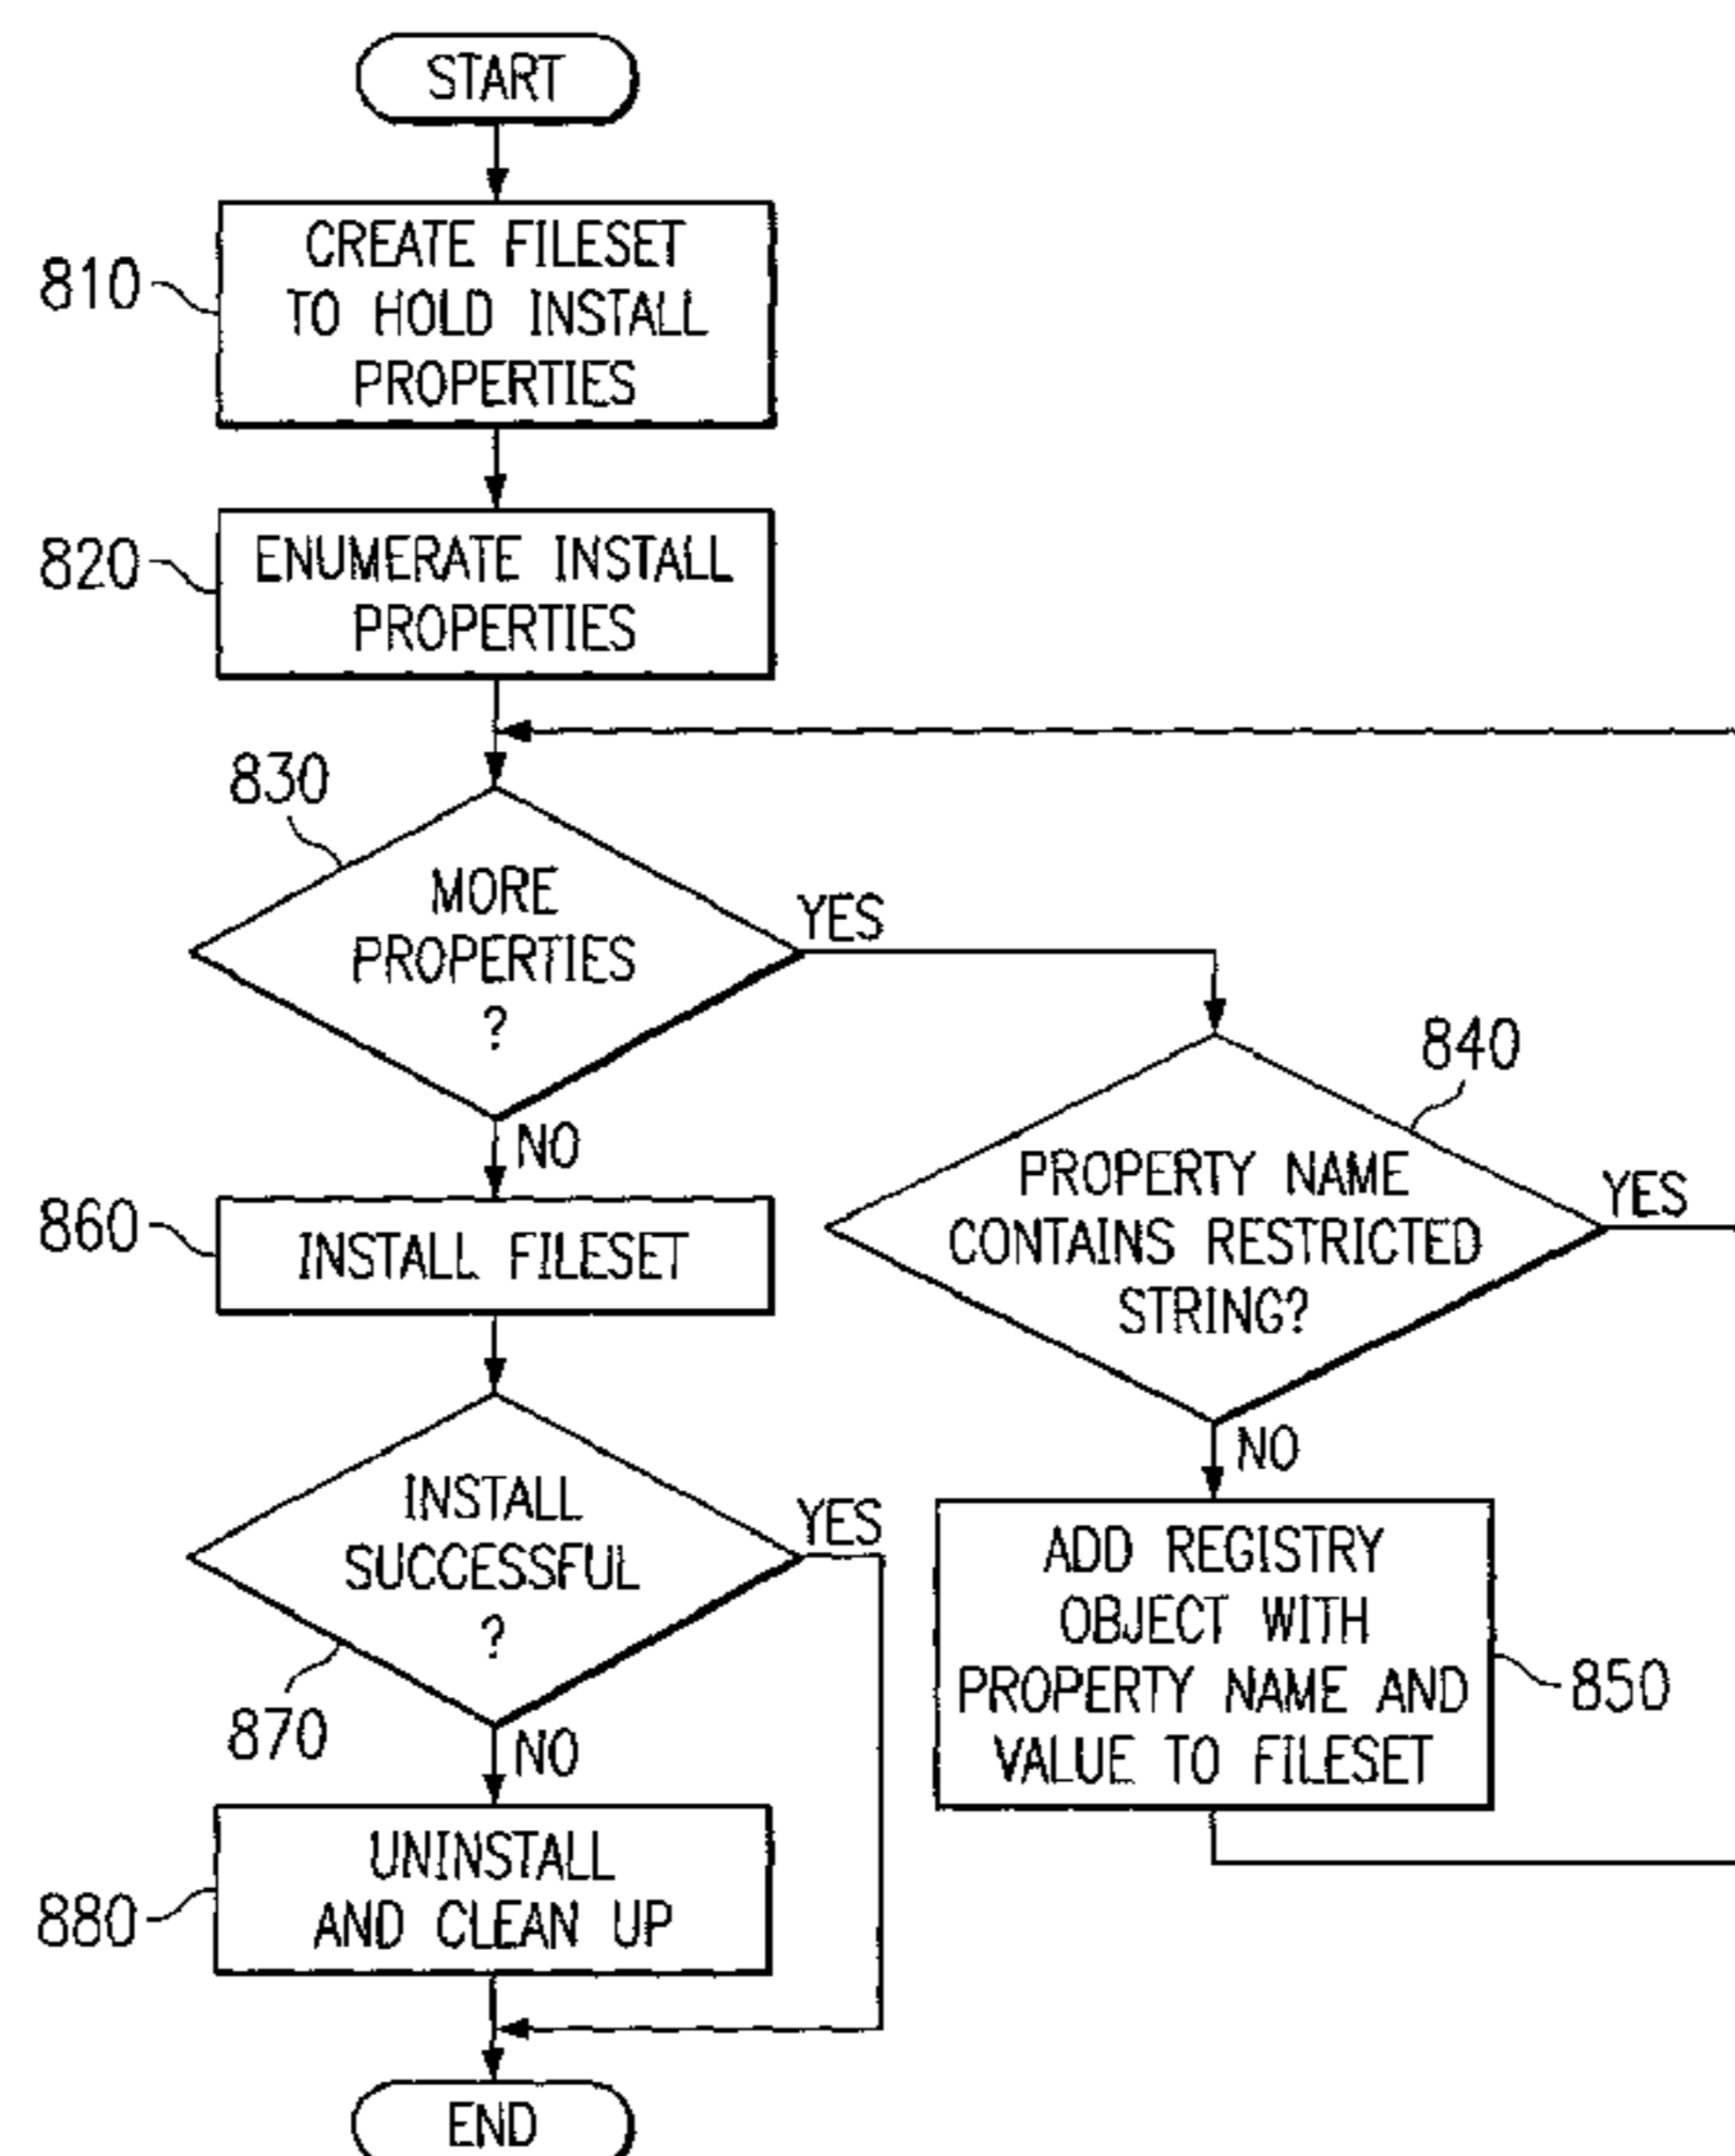 START
810
CREATE FILESET
TO HOLD INSTALL
PROPERTIES
820
ENUMERATE INSTALL
PROPERTIES
830
MORE
PROPERTIES
?
YES
NO
840
PROPERTY NAME
CONTAINS RESTRICTED
STRING?
YES
NO
850
ADD REGISTRY
OBJECT WITH
PROPERTY NAME AND
VALUE TO FILESET
860
INSTALL FILESET
INSTALL
SUCCESSFUL
?
YES
870
NO
880
UNINSTALL
AND CLEAN UP
END